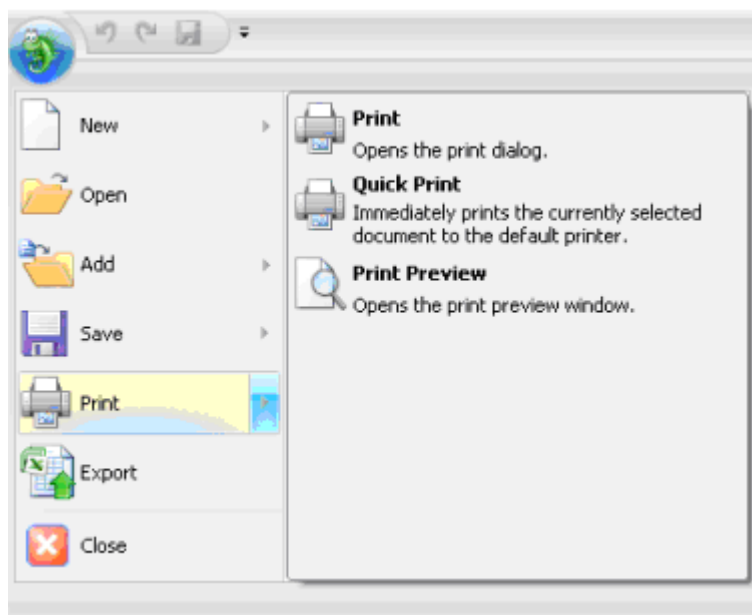 New
Open
Add
Save
Print
Export
Close
Print
Opens the print dialog.
Quick Print
Immediately prints the currently selected
document to the default printer.
Print Preview
Opens the print preview window.